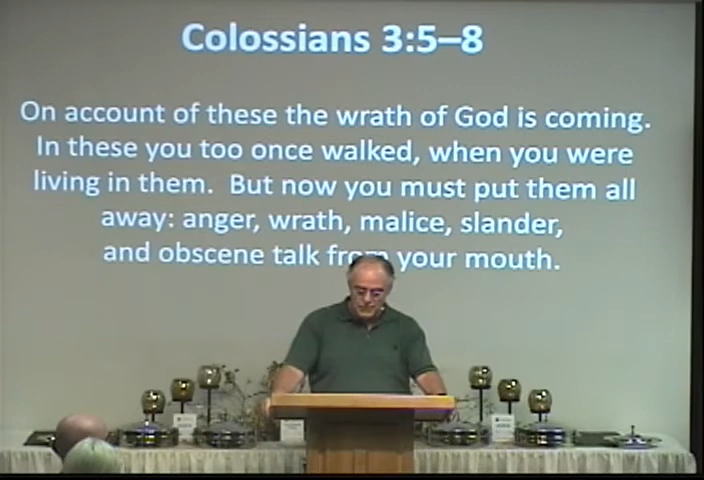 Colossians 3:5–8
On account of these the wrath of God is coming.
In these you too once walked, when you were
living in them. But now you must put them all
away: anger, wrath, malice, slander,
and obscene talk from your mouth.